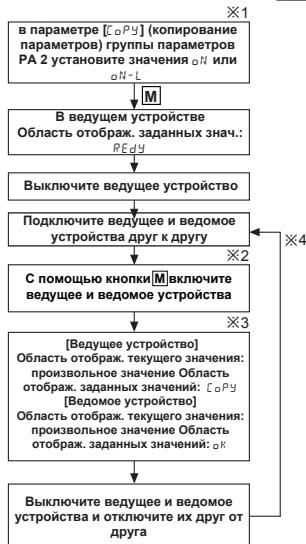 ※1
в параметре [CoPY] (копирование
параметров) группы параметров
PA 2 установите значения oN или
oN-L
M
В ведущем устройстве
Область отображ. заданных знач.:
REdY
Выключите ведущее устройство
Подключите ведущее и ведомое
устройства друг к другу
※4
※2
С помощью кнопки M включите
ведущее и ведомое устройства
※3
[Ведущее устройство]
Область отображ. текущего значения:
произвольное значение Область
отображ. заданных значений: CoPY
[Ведомое устройство]
Область отображ. текущего значения:
произвольное значение Область
отображ. заданных значений: oK
Выключите ведущее и ведомое
устройства и отключите их друг от
друга